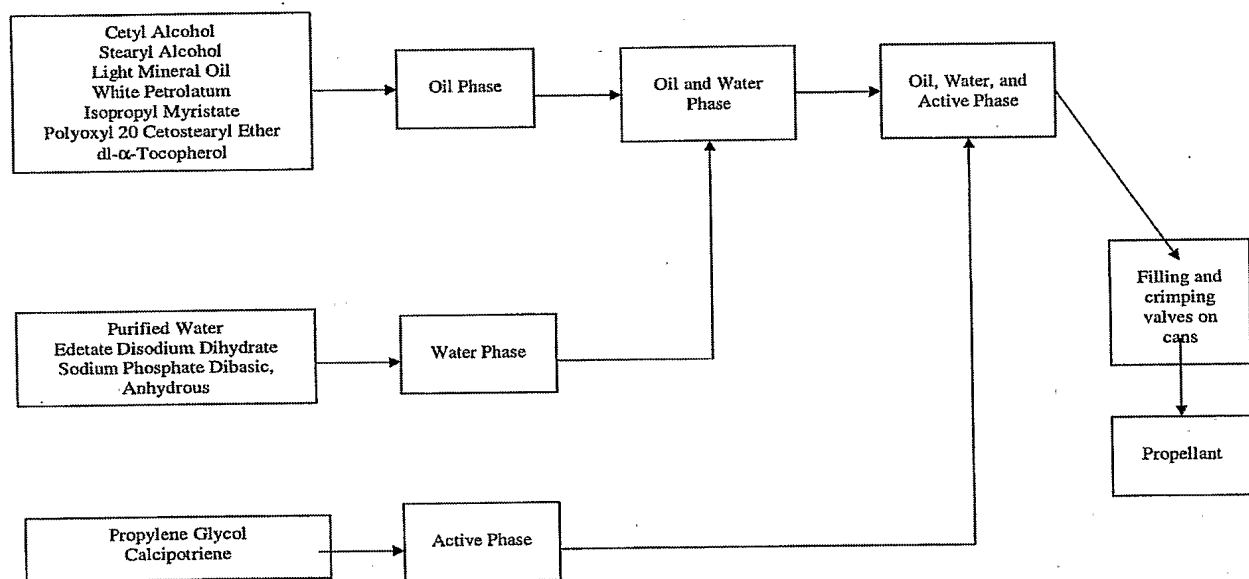 Cetyl Alcohol
Stearyl Alcohol
Light Mineral Oil
White Petrolatum
Isopropyl Myristate
Polyoxyl 20 Cetostearyl Ether
dl-α-Tocopherol
Oil Phase
Oil and Water
Phase
Oil, Water, and
Active Phase
Filling and
crimping
valves on
cans
Purified Water
Edetate Disodium Dihydrate
Sodium Phosphate Dibasic,
Anhydrous
Water Phase
Propellant
Propylene Glycol
Calcipotriene
Active Phase